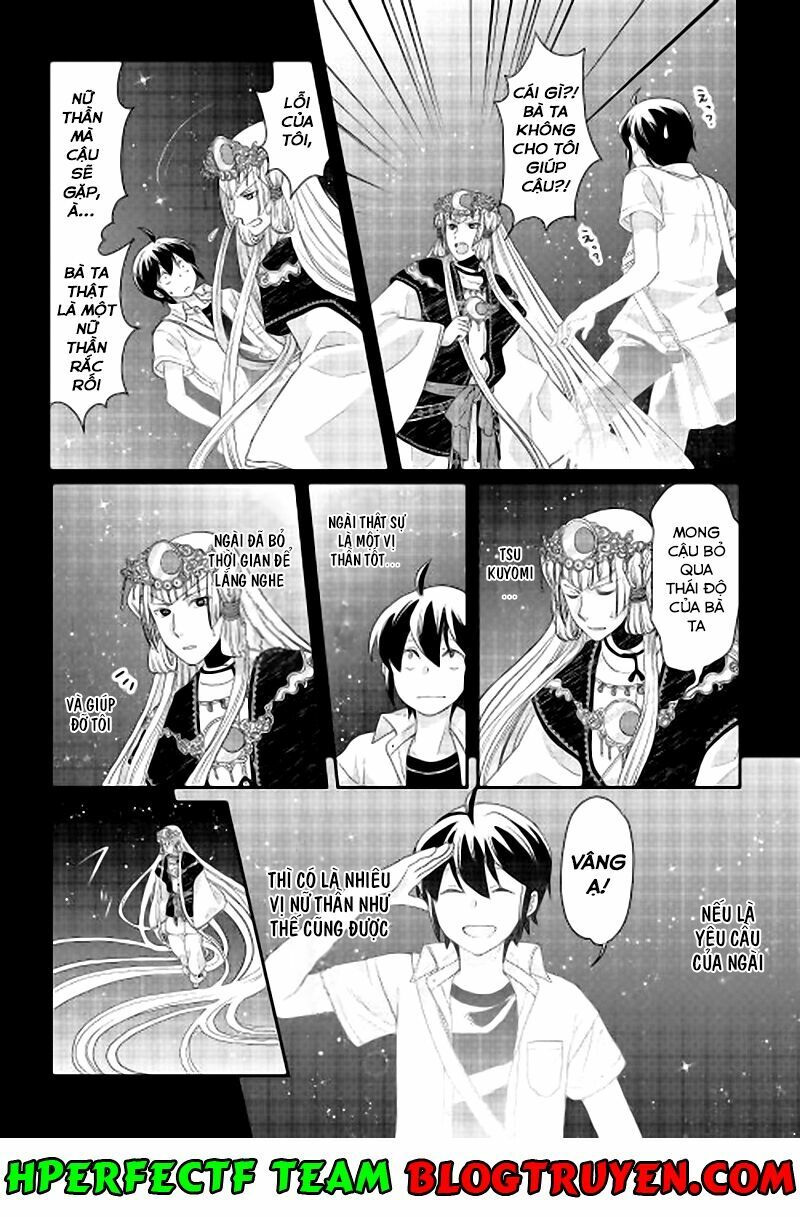 CÁI GÌ?!
BÀ TA
KHÔNG
CHO TÔI
GIÚP
CẬU?!
え?
え?
LỖI
CỦA
TÔI,
NỮ
THẦN
MÀ
CẬU
SẼ
GẶP,
À...
BÀ TA
THẬT
LÀ MỘT
NỮ
THẦN
RẮC
RỐI
MONG
CẬU BỎ
QUA
THÁI ĐỘ
CỦA BÀ
TA
TSU
KUYOMI
...
NGÀI THẬT SỰ
LÀ MỘT VỊ
THẦN TỐT...
NGÀI ĐÃ BỎ
THỜI GIAN ĐỂ
LẮNG NGHE
VÀ GIÚP
ĐỠ TÔI
NẾU LÀ
YÊU CẦU
CỦA NGÀI
VÂNG
Ạ!
THÌ CÓ LÀ NHIÊU
VỊ NỮ THẦN NHƯ
THẾ CŨNG ĐƯỢC
HPERFECTF TEAM BLOGTRUYEN.COM